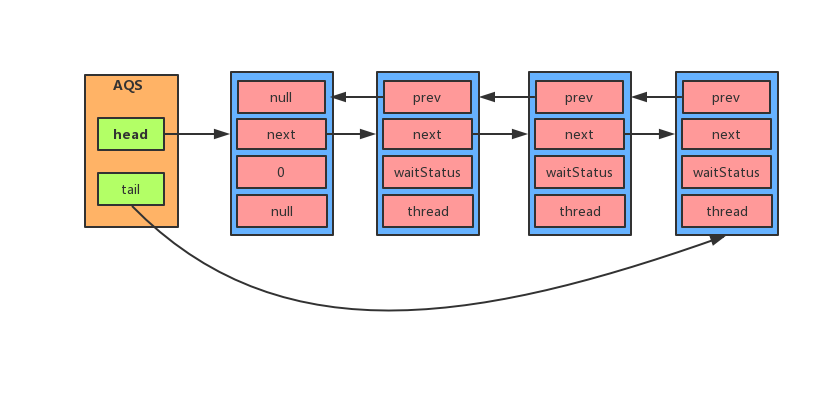 AQS
head
tail
null
next
0
null
prev
next
waitStatus
thread
prev
next
waitStatus
thread
prev
next
waitStatus
thread